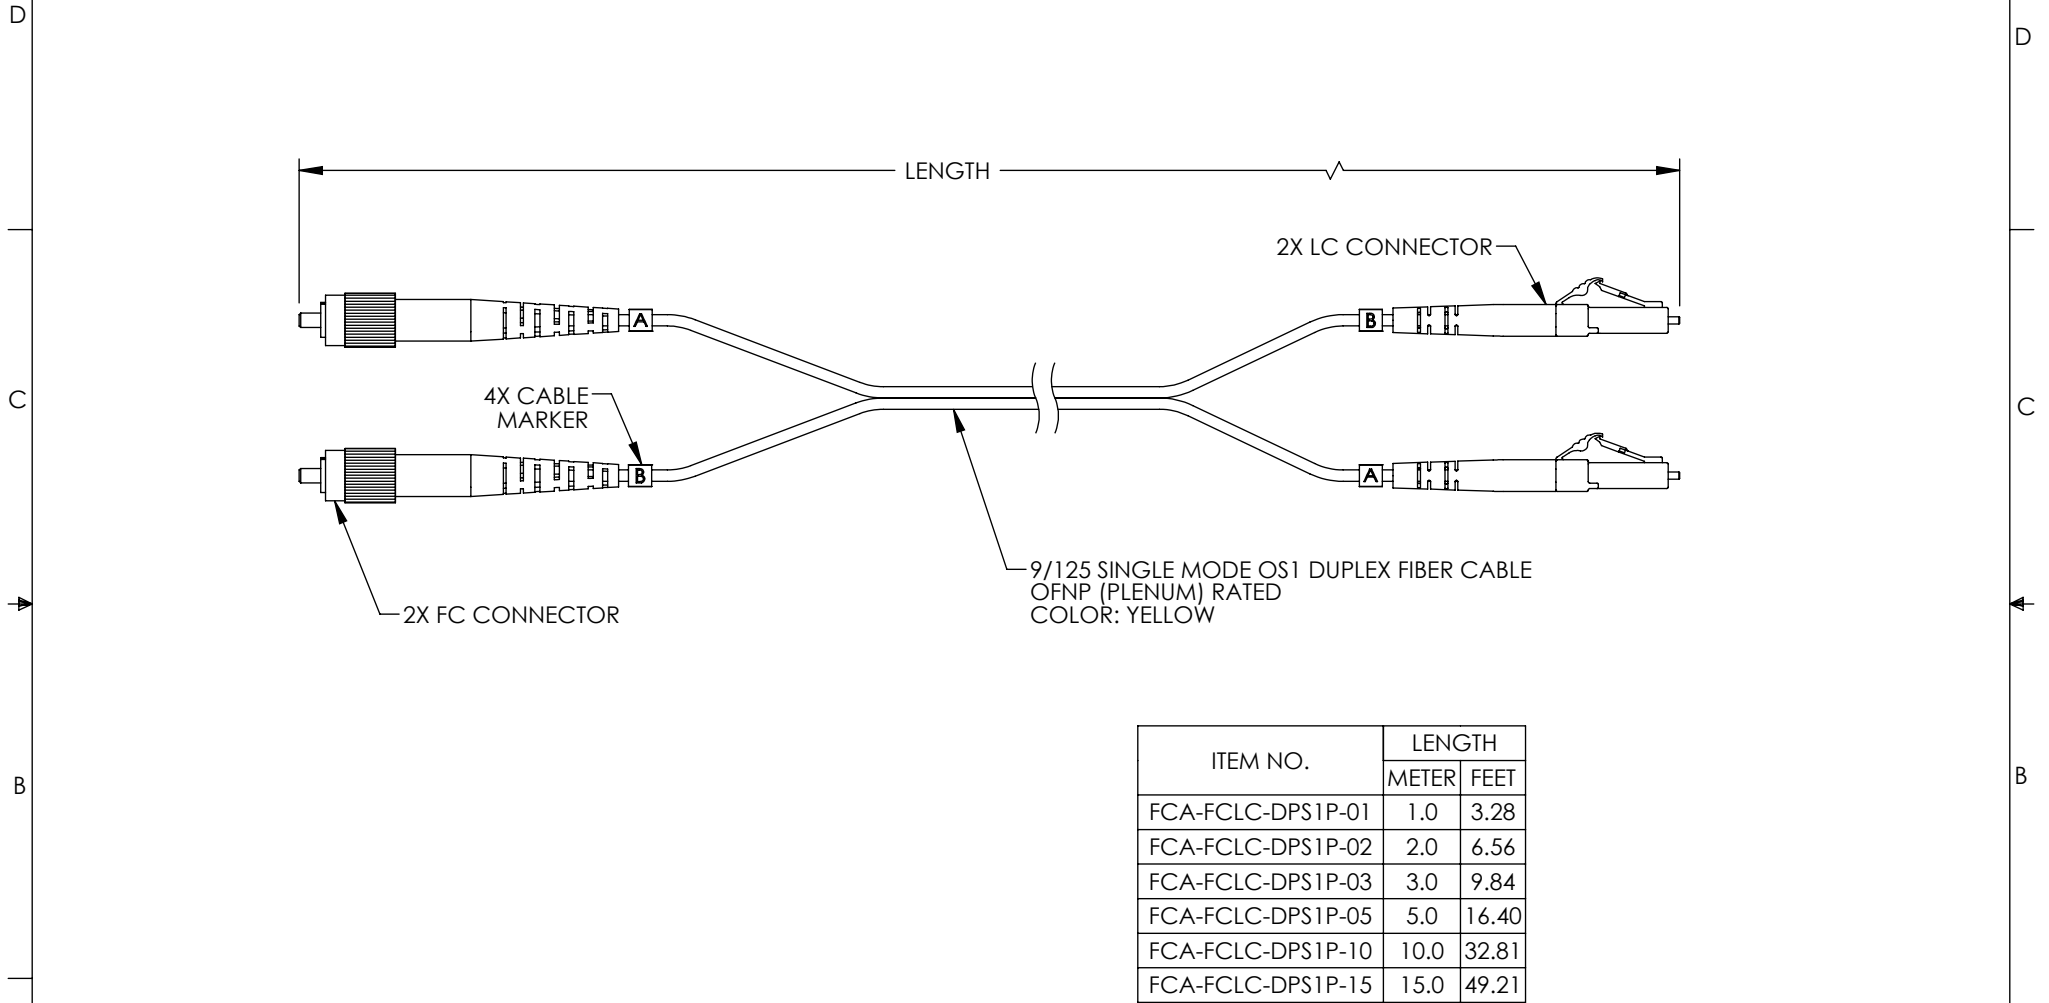 D
D
LENGTH
2X LC CONNECTOR
A
B
4X CABLE
MARKER
C
C
B
A
9/125 SINGLE MODE OS1 DUPLEX FIBER CABLE
OFNP (PLENUM) RATED
COLOR: YELLOW
2X FC CONNECTOR
ITEM NO. LENGTH
METER FEET
B
B
FCA-FCLC-DPS1P-01 1.0 3.28
FCA-FCLC-DPS1P-02 2.0 6.56
FCA-FCLC-DPS1P-03 3.0 9.84
FCA-FCLC-DPS1P-05 5.0 16.40
FCA-FCLC-DPS1P-10 10.0 32.81
FCA-FCLC-DPS1P-15 15.0 49.21